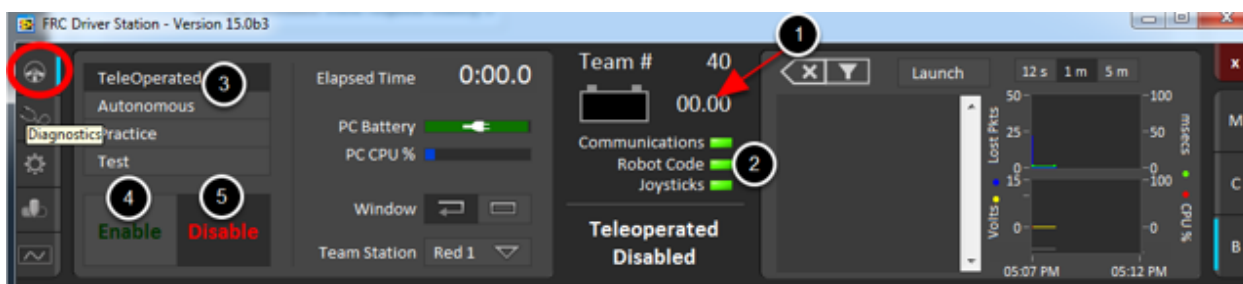 FRC Driver Station - Version 15.0b3
1
TeleOperated
3
Autonomous
Diagnostics
Practice
Test
4
5
Enable
Disable
Elapsed Time
0:00.0
PC Battery
PC CPU %
Window
Team Station
Red 1
Team #
40
00.00
Communications
Robot Code
2
Joysticks
Teleoperated
Disabled
Launch
12 s
1 m
5 m
50
25
0
Lost Pkts
100
50
0
msecs
15
0
Volts
100
0
CPU %
05:07 PM
05:12 PM
X
M
C
B